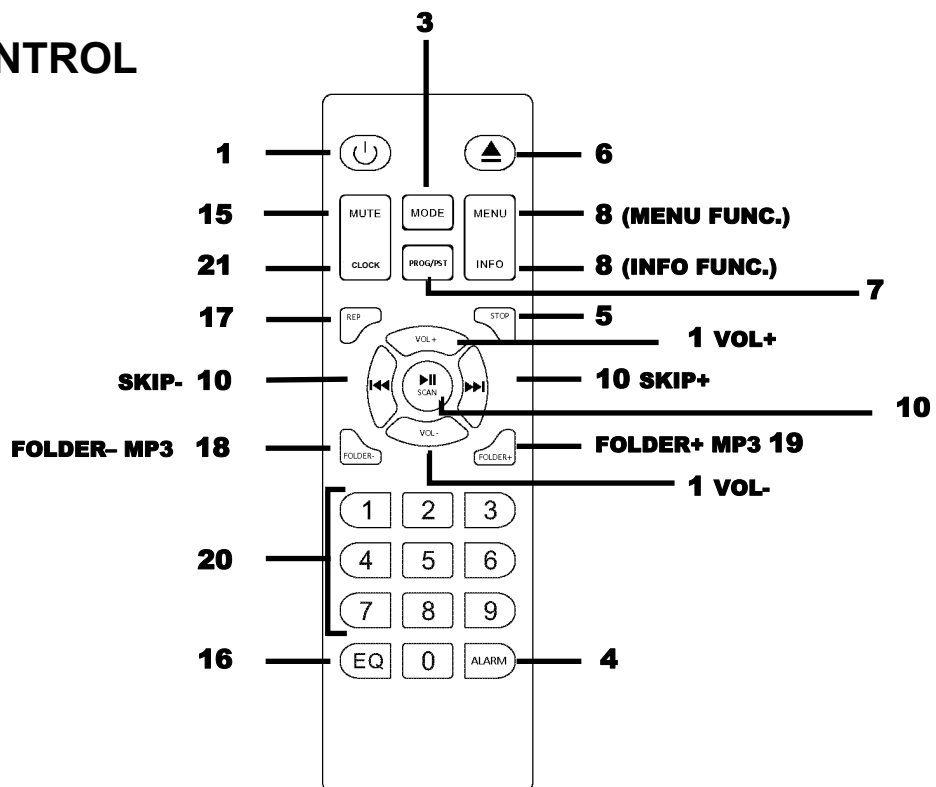 3
NTROL
1
6
15
MUTE
MODE
MENU
8 (MENU FUNC.)
21
CLOCK
PROG/PST
INFO
8 (INFO FUNC.)
7
17
REP
STOP
5
VOL+
1 VOL+
SKIP- 10
SCAN
10 SKIP+
10
FOLDER– MP3 18
FOLDER-
VOL-
FOLDER+
FOLDER+ MP3 19
1 VOL-
1 2 3
20
4 5 6
7 8 9
16
EQ 0 ALARM
4